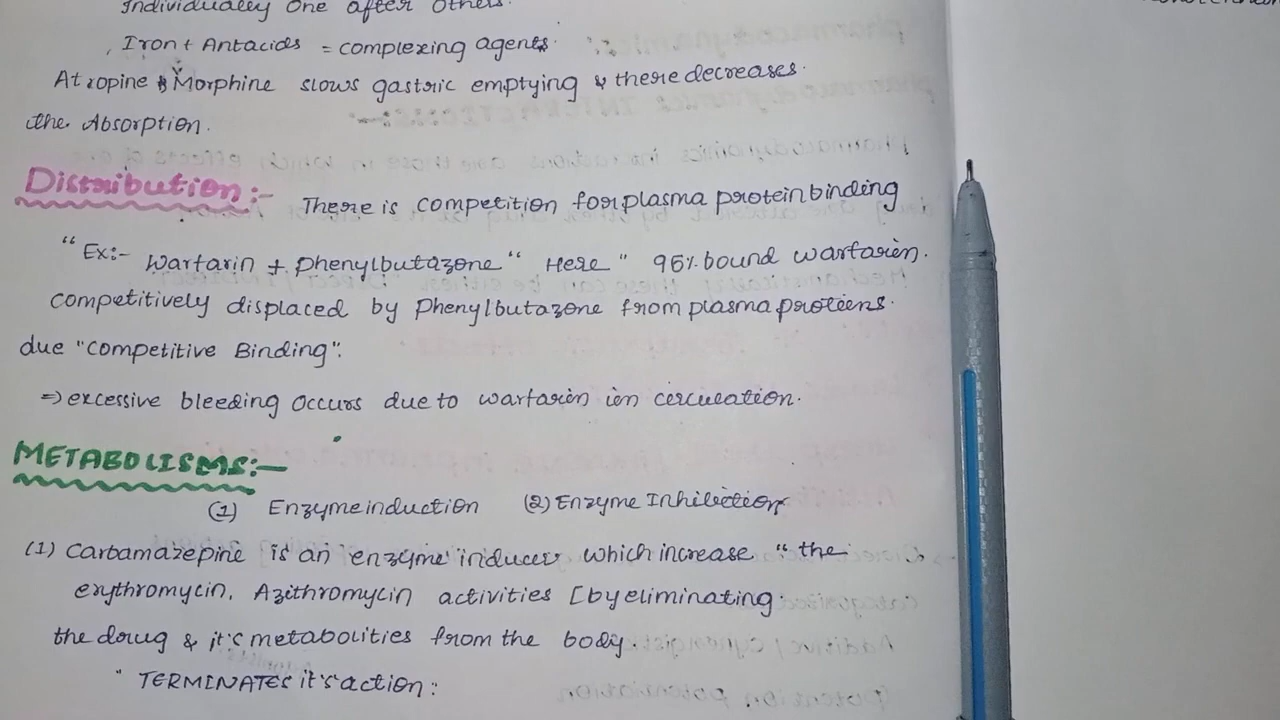 Individually One after Others.
Iron + Antacids = complexing agents.
Atropine & Morphine slows gastric emptying & there decreases.
the Absorption.
Distribution:-
There is competition for plasma protein binding
"Ex:- Warfarin + Phenylbutazone" Here " 96% bound warfarin.
competitively displaced by Phenylbutazone from plasma proteins.
due "Competitive Binding".
=> excessive bleeding occurs due to warfarin in circulation.
METABOLISMS:-
(1) Enzyme induction (2) Enzyme Inhibition
(1) Carbamazepine is an 'enzyme' inducer which increase "the
erythromycin, Azithromycin activities [by eliminating.
the drug & it's metabolities from the body.
" TERMINATES it's action: